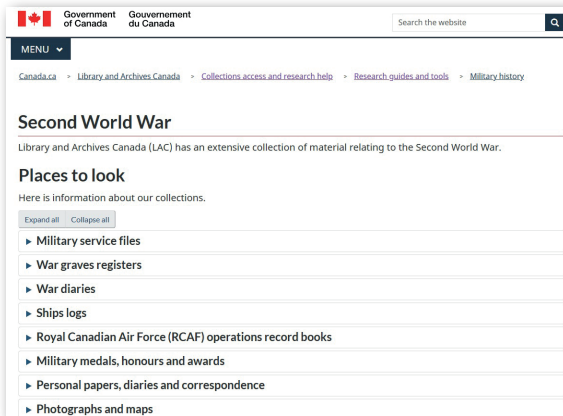 Government of Canada
Gouvernement du Canada
Search the website
MENU
Canada.ca > Library and Archives Canada > Collections access and research help > Research guides and tools > Military history
Second World War
Library and Archives Canada (LAC) has an extensive collection of material relating to the Second World War.
Places to look
Here is information about our collections.
Expand all Collapse all
Military service files
War graves registers
War diaries
Ships logs
Royal Canadian Air Force (RCAF) operations record books
Military medals, honours and awards
Personal papers, diaries and correspondence
Photographs and maps